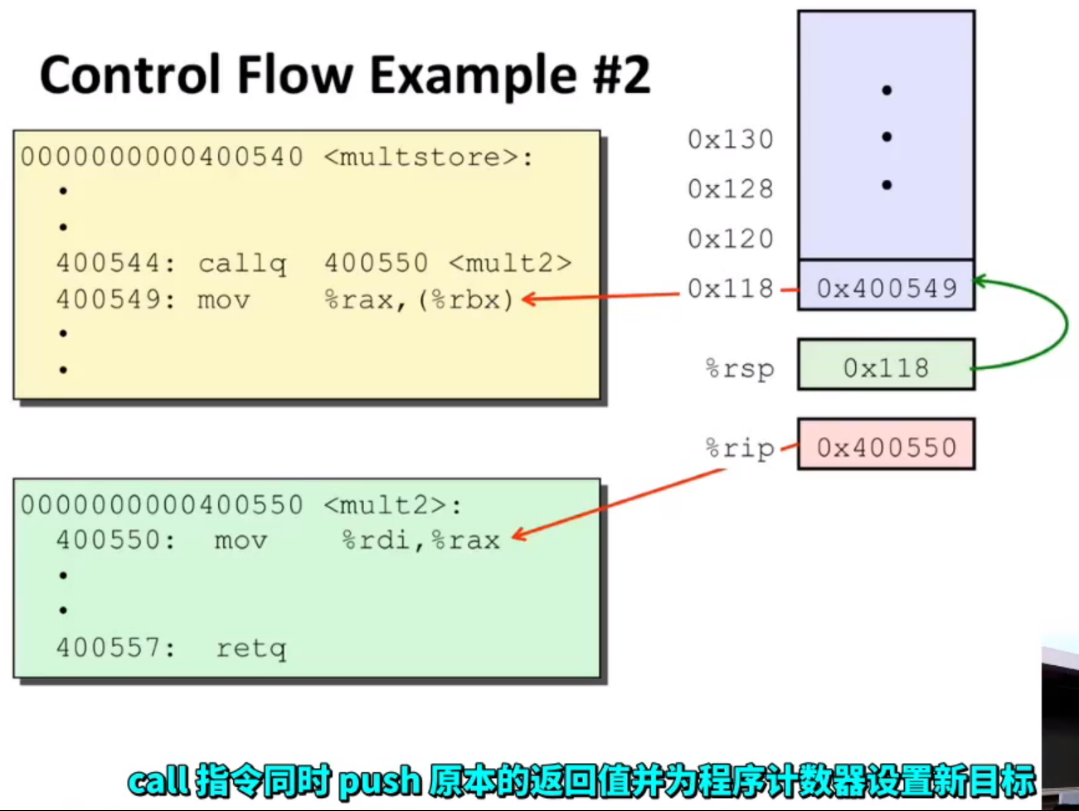 Control Flow Example #2
0000000000400540 <multstore>:
•
•
400544: callq 400550 <mult2>
400549: mov %rax,(%rbx)
•
•
0000000000400550 <mult2>:
400550: mov %rdi,%rax
•
•
400557: retq
0x130
0x128
0x120
0x118 0x400549
%rsp 0x118
%rip 0x400550
call 指令同时 push 原本的返回值并为程序计数器设置新目标